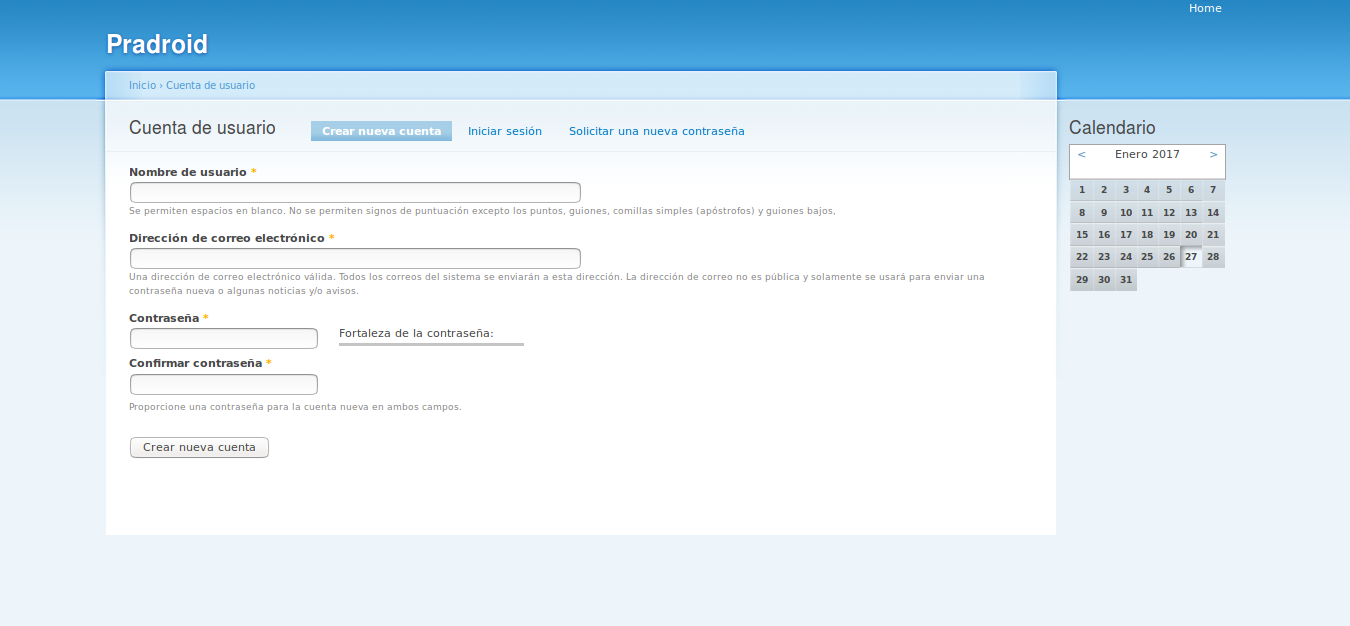 Home
Pradroid
Inicio › Cuenta de usuario
Cuenta de usuario
Crear nueva cuenta
Iniciar sesión
Solicitar una nueva contraseña
Nombre de usuario *
Se permiten espacios en blanco. No se permiten signos de puntuación excepto los puntos, guiones, comillas simples (apóstrofos) y guiones bajos,
Dirección de correo electrónico *
Una dirección de correo electrónico válida. Todos los correos del sistema se enviarán a esta dirección. La dirección de correo no es pública y solamente se usará para enviar una
contraseña nueva o algunas noticias y/o avisos.
Contraseña *
Fortaleza de la contraseña:
Confirmar contraseña *
Proporcione una contraseña para la cuenta nueva en ambos campos.
Crear nueva cuenta
Calendario
< Enero 2017 >
1 2 3 4 5 6 7
8 9 10 11 12 13 14
15 16 17 18 19 20 21
22 23 24 25 26 27 28
29 30 31